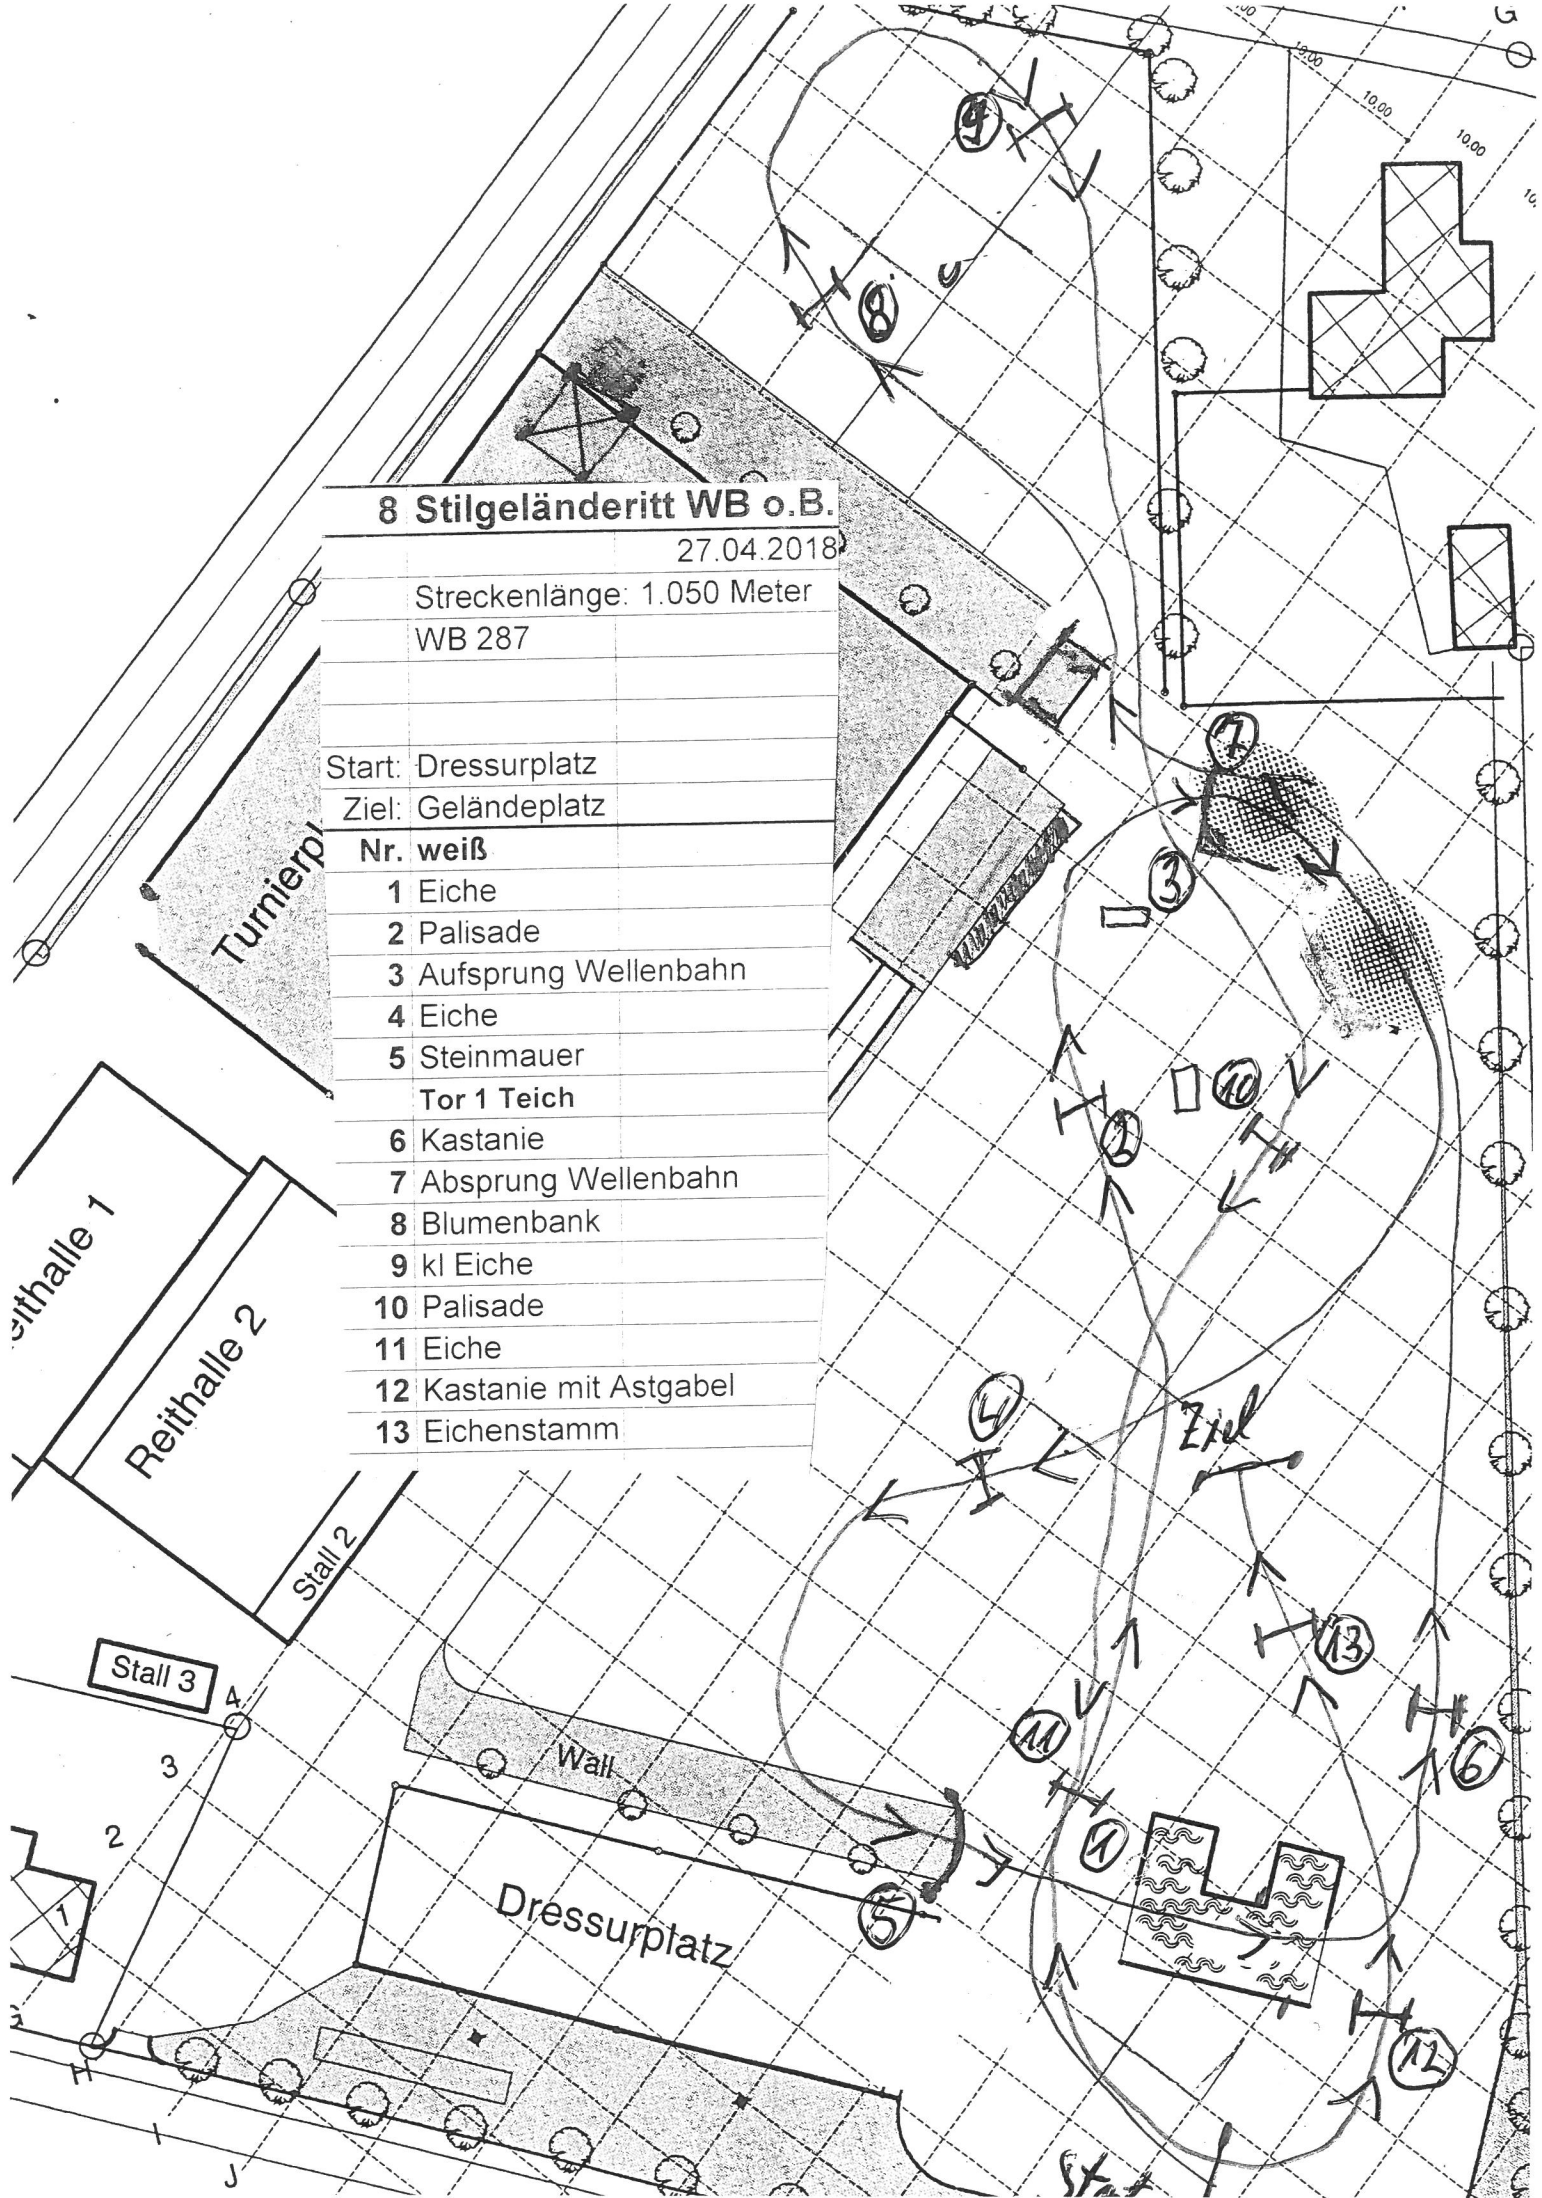 G
10,00
10,00
10,00
9
8
8 Stilgeländeritt WB o.B.
27.04.2018
Streckenlänge: 1.050 Meter
WB 287
Start: Dressurplatz
Ziel: Geländeplatz
Nr. weiß
1 Eiche
2 Palisade
3 Aufsprung Wellenbahn
4 Eiche
5 Steinmauer
Tor 1 Teich
6 Kastanie
7 Absprung Wellenbahn
8 Blumenbank
9 kl Eiche
10 Palisade
11 Eiche
12 Kastanie mit Astgabel
13 Eichenstamm
7
3
Turnierpl
10
2
eithalle 1
Reithalle 2
4
Ziel
Stall 2
13
Stall 3
4
11
6
3
Wall
2
1
5
1
Dressurplatz
G
12
H
I
J